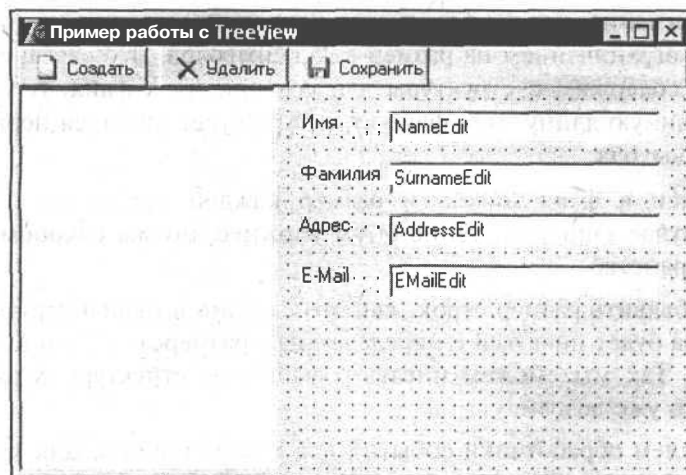 Пример работы с TreeView
Создать Удалить Сохранить
Имя NameEdit
Фамилия SurnameEdit
Адрес AddressEdit
E-Mail EMailEdit